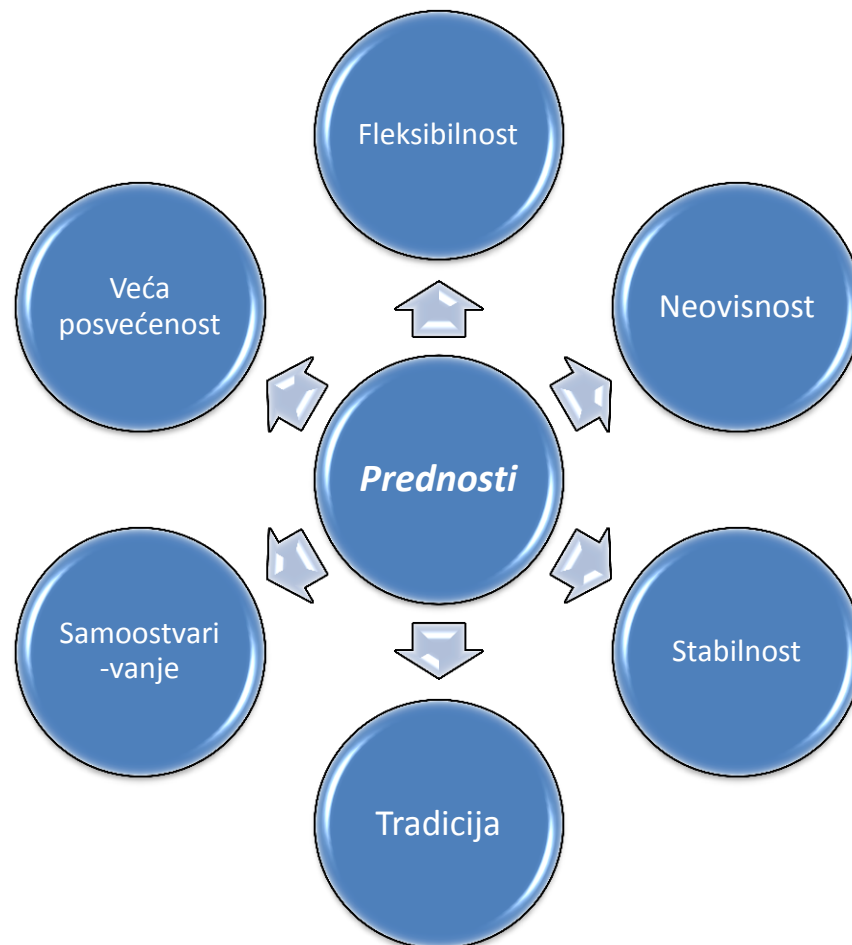 Fleksibilnost
Veća
posvećenost
Neovisnost
Prednosti
Samoostvari
-vanje
Stabilnost
Tradicija